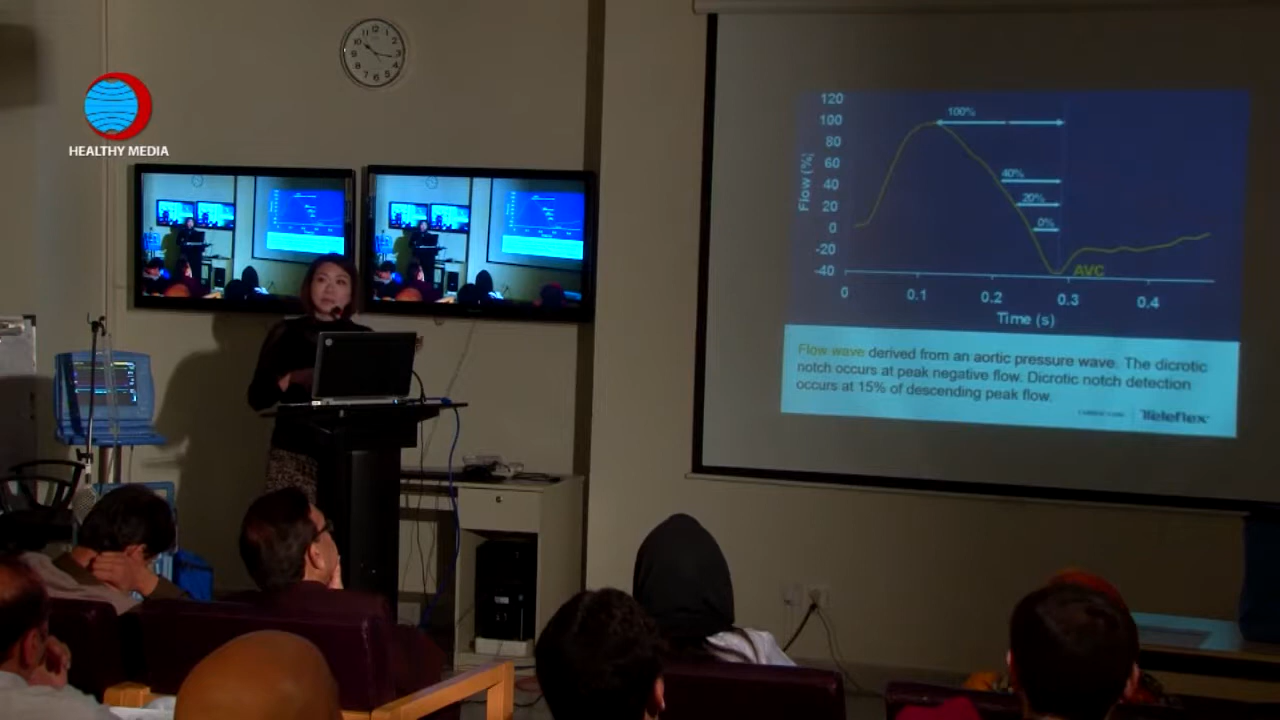 HEALTHY MEDIA
120
100
80
60
40
20
0
-20
-40
Flow (%)
100%
40%
20%
0%
AVC
0 0.1 0.2 0.3 0.4
Time (s)
Flow wave derived from an aortic pressure wave. The dicrotic
notch occurs at peak negative flow. Dicrotic notch detection
occurs at 15% of descending peak flow.
Teleflex